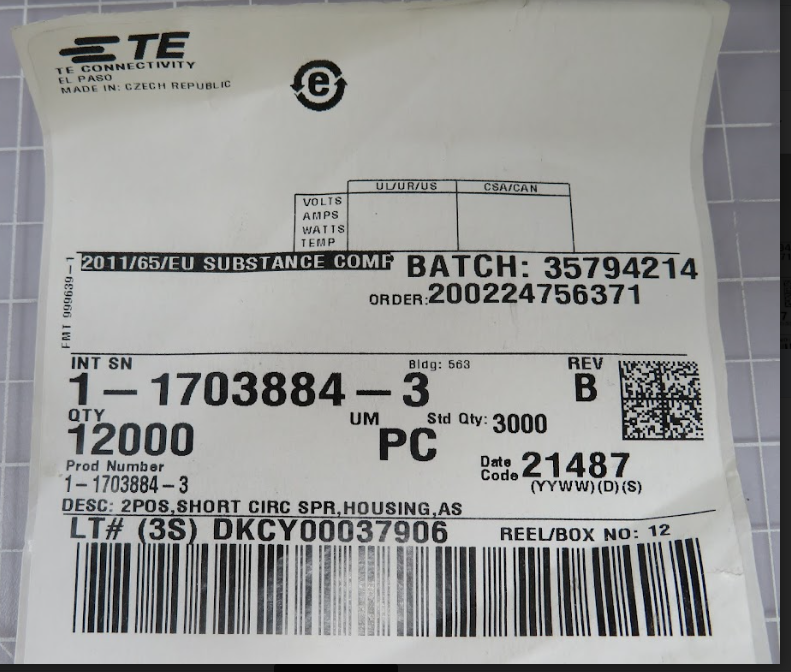 TE
TE CONNECTIVITY
EL PASO
MADE IN: CZECH REPUBLIC
e
UL/UR/US CSA/CAN
VOLTS
AMPS
WATTS
TEMP
2011/65/EU SUBSTANCE COMP BATCH: 35794214
ORDER:200224756371
FMT 999639-1
INT SN Bldg: 563 REV
1-1703884-3 B
QTY UM Std Qty: 3000
12000 PC
Prod Number Date Code 21487
1-1703884-3 (YYWW)(D)(S)
DESC: 2POS,SHORT CIRC SPR,HOUSING,AS
LT# (3S) DKCY00037906 REEL/BOX NO: 12